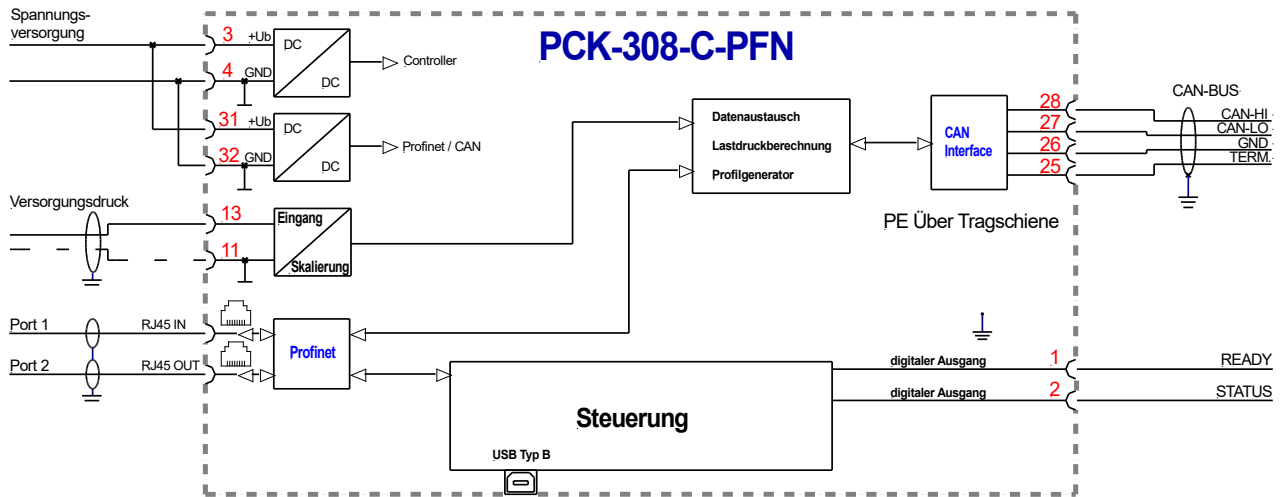 Spannungs-
versorgung
PCK-308-C-PFN
3 +Ub
4 GND
DC
DC
Controller
31 +Ub
32 GND
DC
DC
Profinet / CAN
Versorgungsdruck
13
11
Eingang
Skalierung
Datenaustausch
Lastdruckberechnung
Profilgenerator
CAN
Interface
28
27
26
25
CAN-BUS
CAN-HI
CAN-LO
GND
TERM.
PE Über Tragschiene
Port 1 RJ45 IN
Port 2 RJ45 OUT
Profinet
Steuerung
USB Typ B
digitaler Ausgang 1 READY
digitaler Ausgang 2 STATUS